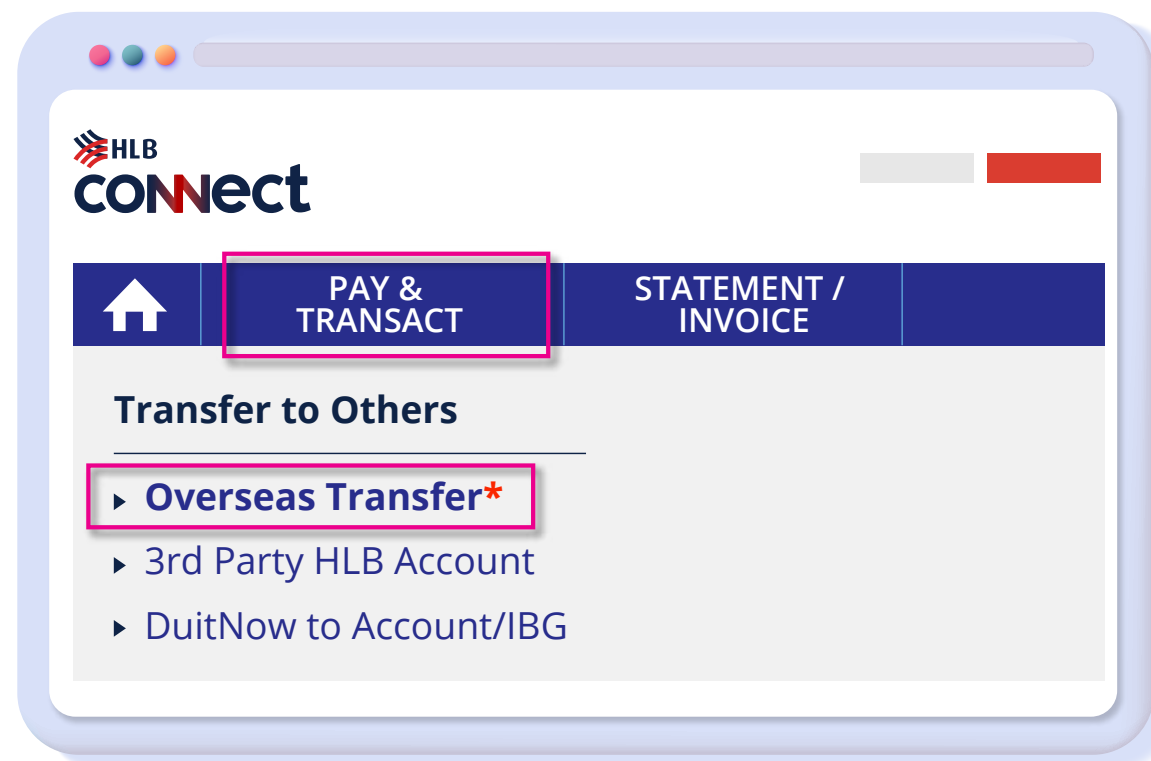 HLB
connect
PAY &
TRANSACT
STATEMENT /
INVOICE
Transfer to Others
Overseas Transfer*
3rd Party HLB Account
DuitNow to Account/IBG